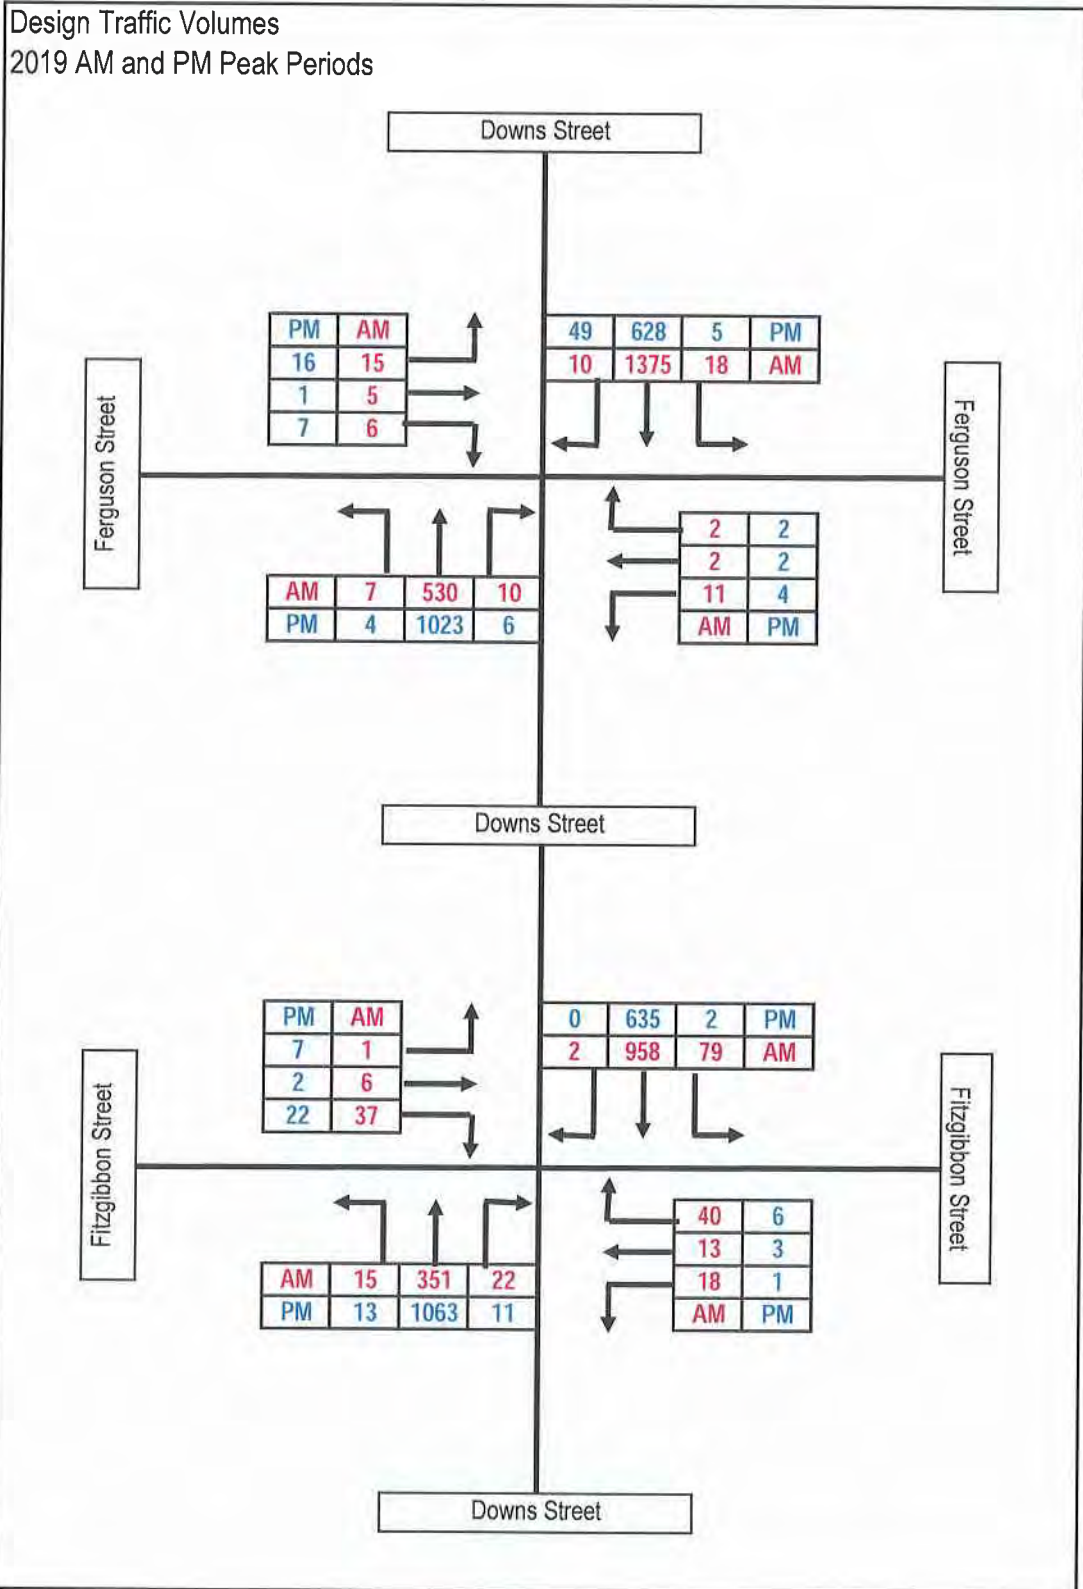 Design Traffic Volumes
2019 AM and PM Peak Periods
Downs Street
PM AM
16 15
1 5
7 6
49 628 5 PM
10 1375 18 AM
Ferguson Street
Ferguson Street
AM 7 530 10
PM 4 1023 6
2 2
2 2
11 4
AM PM
Downs Street
PM AM
7 1
2 6
22 37
0 635 2 PM
2 958 79 AM
Fitzgibbon Street
Fitzgibbon Street
AM 15 351 22
PM 13 1063 11
40 6
13 3
18 1
AM PM
Downs Street